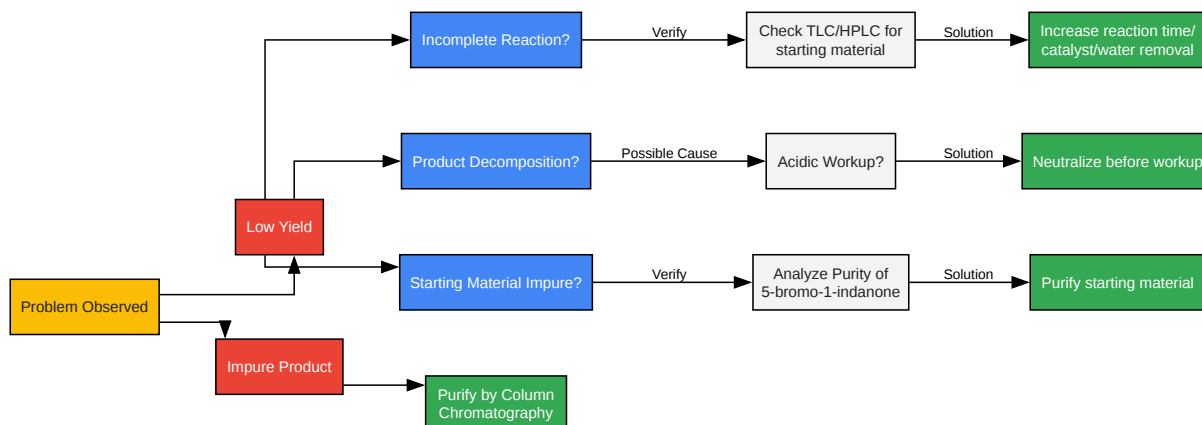 Incomplete Reaction?
Verify
Check TLC/HPLC for
starting material
Solution
Increase reaction time/
catalyst/water removal
Product Decomposition?
Possible Cause
Acidic Workup?
Solution
Neutralize before workup
Low Yield
Starting Material Impure?
Verify
Analyze Purity of
5-bromo-1-indanone
Solution
Purify starting material
Problem Observed
Impure Product
Purify by Column
Chromatography